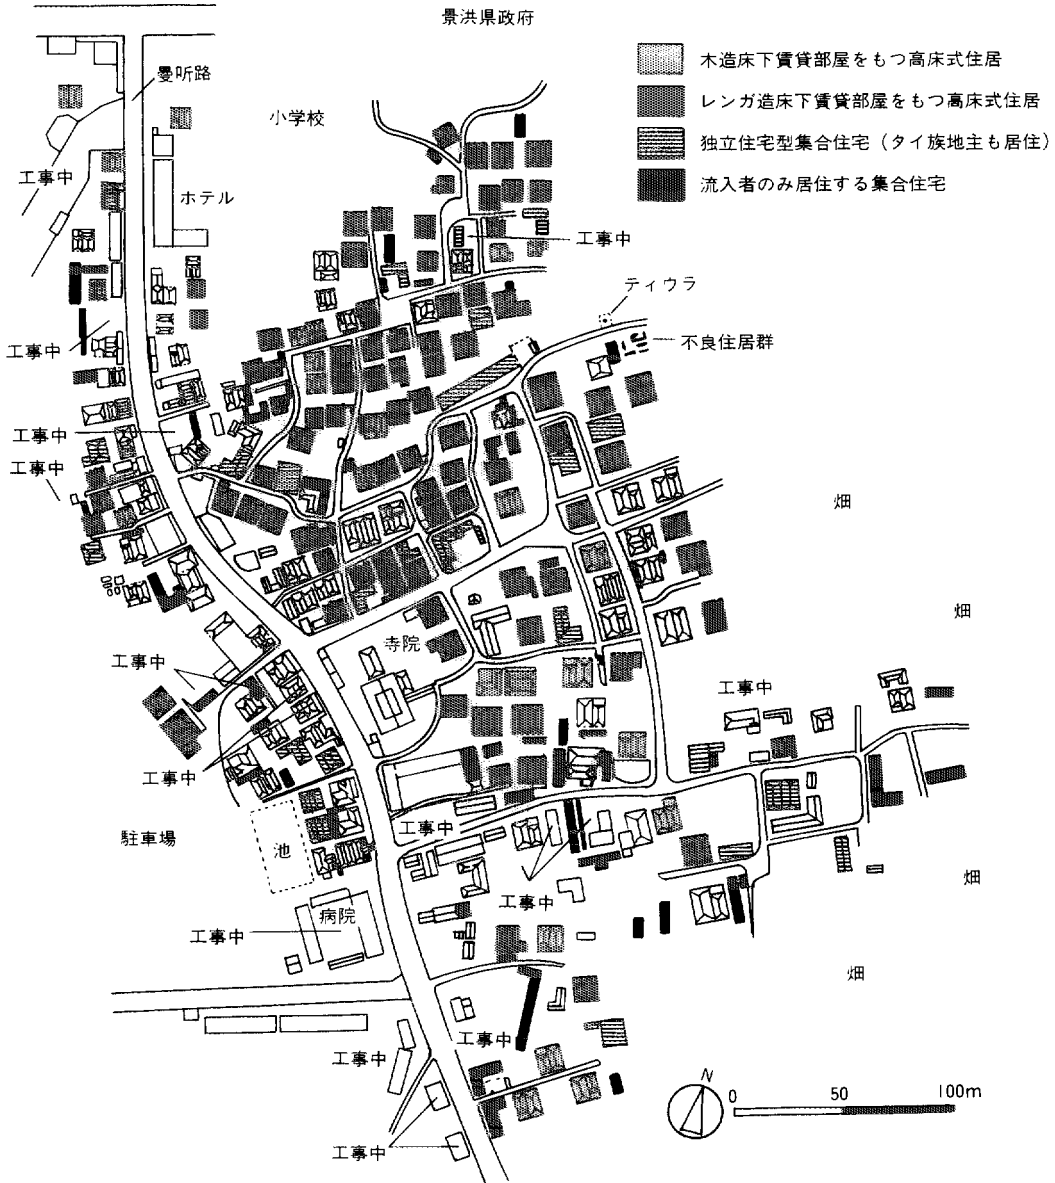 景洪県政府
木造床下賃貸部屋をもつ高床式住居
曼听路
レンガ造床下賃貸部屋をもつ高床式住居
小学校
独立住宅型集合住宅（タイ族地主も居住）
工事中
流入者のみ居住する集合住宅
ホテル
工事中
ティウラ
不良住居群
工事中
工事中
工事中
畑
畑
寺院
工事中
工事中
工事中
駐車場
工事中
池
畑
工事中
病院
工事中
畑
工事中
工事中
N
0 50 100m
工事中